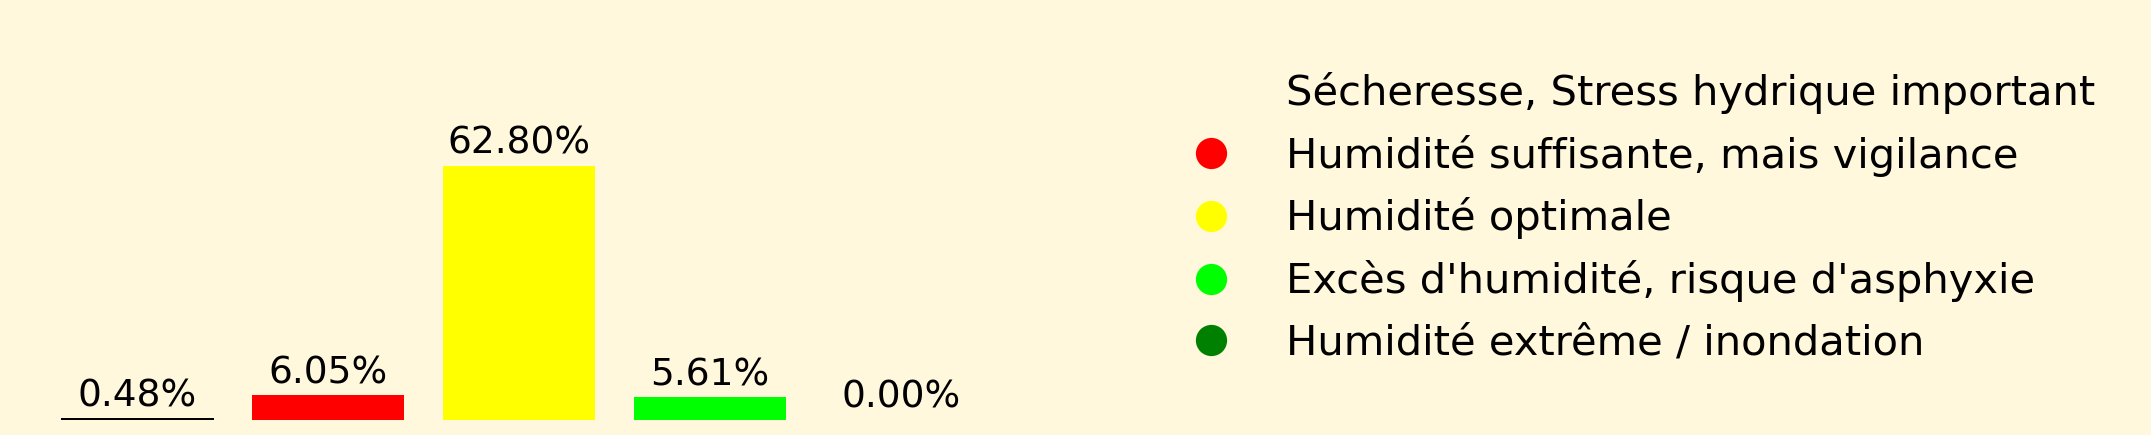 0.48%
6.05%
62.80%
5.61%
0.00%
Sécheresse, Stress hydrique important
Humidité suffisante, mais vigilance
Humidité optimale
Excès d'humidité, risque d'asphyxie
Humidité extrême / inondation